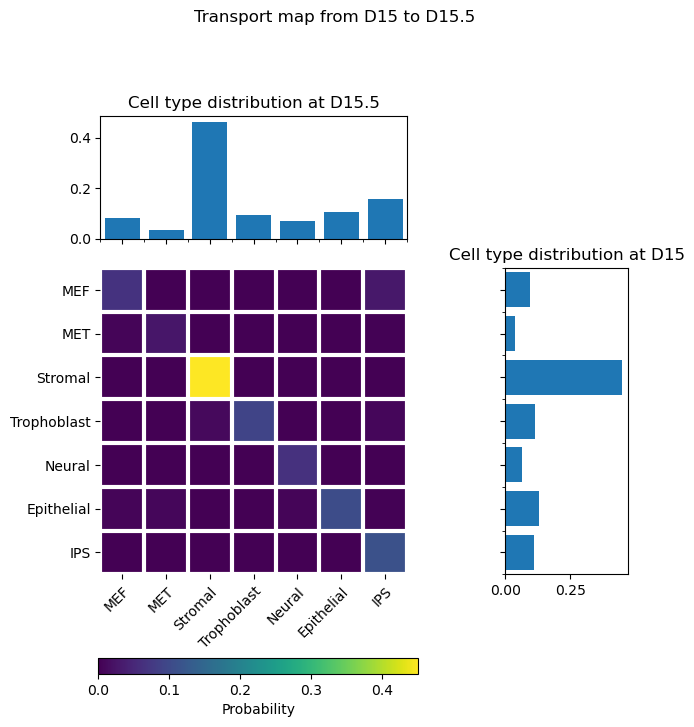 Transport map from D15 to D15.5
Cell type distribution at D15.5
0.4
0.2
0.0
Cell type distribution at D15
MEF
MET
Stromal
Trophoblast
Neural
Epithelial
IPS
0.00 0.25
MEF MET Stromal Trophoblast Neural Epithelial IPS
0.0 0.1 0.2 0.3 0.4
Probability